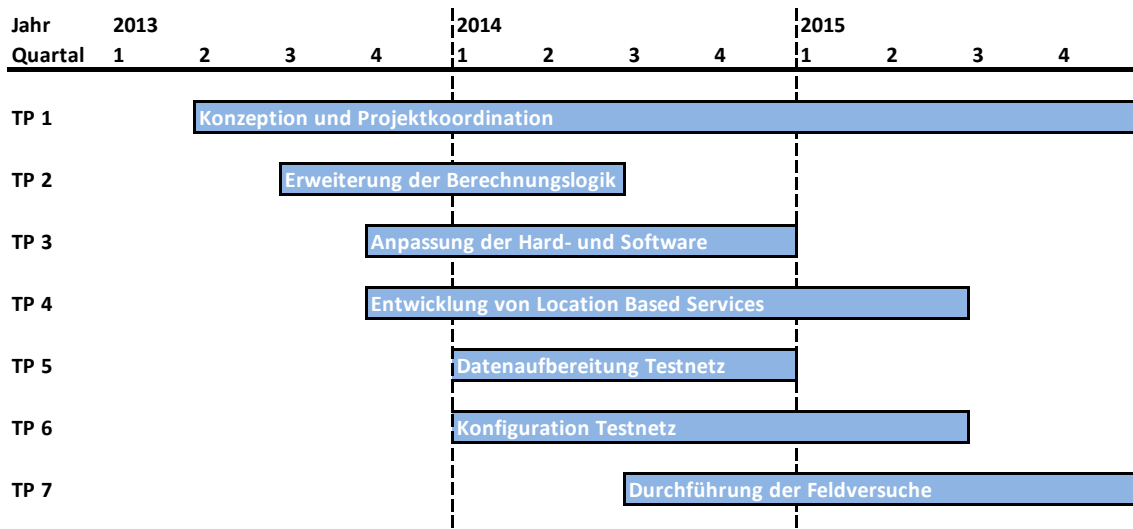 Jahr 2013 2014 2015
Quartal 1 2 3 4 1 2 3 4 1 2 3 4
TP 1 Konzeption und Projektkoordination
TP 2 Erweiterung der Berechnungslogik
TP 3 Anpassung der Hard- und Software
TP 4 Entwicklung von Location Based Services
TP 5 Datenaufbereitung Testnetz
TP 6 Konfiguration Testnetz
TP 7 Durchführung der Feldversuche